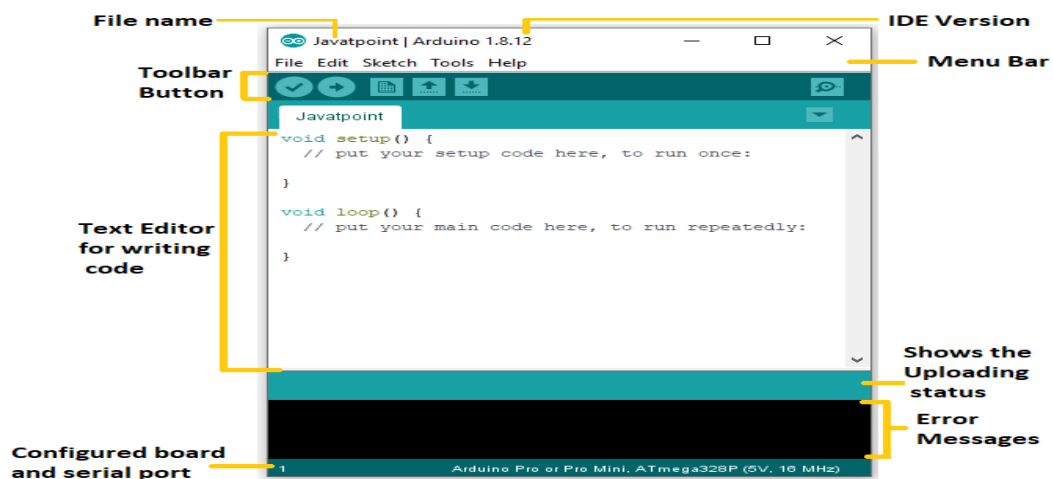 File name
IDE Version
Javatpoint | Arduino 1.8.12
File Edit Sketch Tools Help
Menu Bar
Toolbar
Button
Javatpoint
void setup() {
// put your setup code here, to run once:
}
void loop() {
// put your main code here, to run repeatedly:
}
Text Editor
for writing
code
Shows the
Uploading
status
Error
Messages
Configured board
and serial port
1
Arduino Pro or Pro Mini, ATmega328P (5V, 16 MHz)